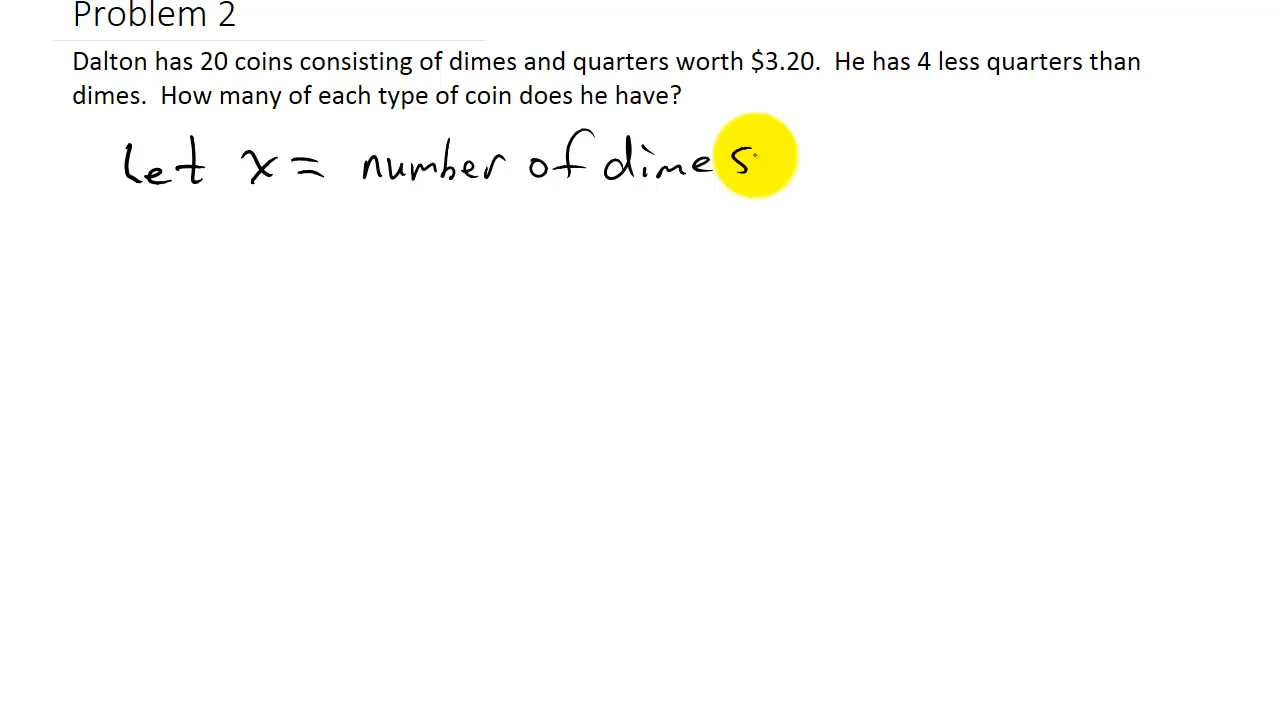 Problem 2
Dalton has 20 coins consisting of dimes and quarters worth $3.20.  He has 4 less quarters than
dimes.  How many of each type of coin does he have?
Let x = number of dimes